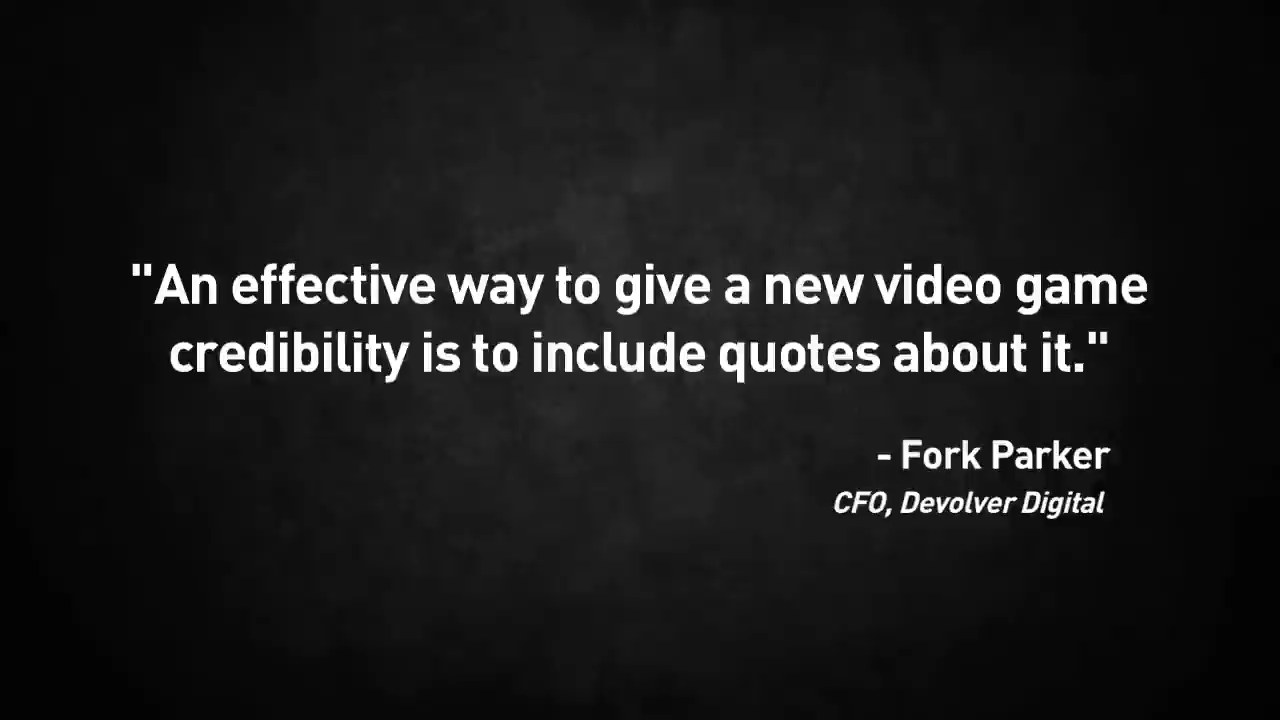 "An effective way to give a new video game
credibility is to include quotes about it."
- Fork Parker
CFO, Devolver Digital